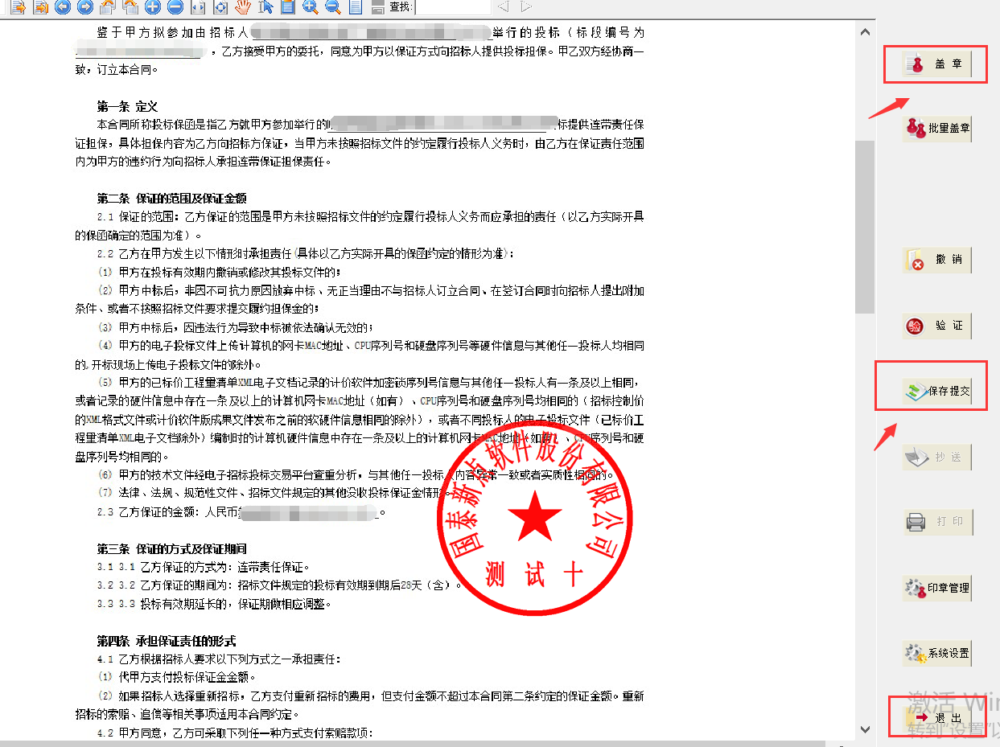 查找:
鉴于甲方拟参加由招标人
举行的投标（标段编号为
，乙方接受甲方的委托，同意为甲方以保证方式向招标人提供投标担保。甲乙双方经协商一
致，订立本合同。
第一条 定义
本合同所称投标保函是指乙方就甲方参加举行的
标提供连带责任保
证担保，具体担保内容为乙方向招标方保证，当甲方未按照招标文件的约定履行投标人义务时，由乙方在保证责任范围
内为甲方的违约行为向招标人承担连带保证担保责任。
第二条 保证的范围及保证金额
2.1 保证的范围：乙方保证的范围是甲方未按照招标文件的约定履行投标人义务而应承担的责任（以乙方实际开具
的保函确定的范围为准）。
2.2 乙方在甲方发生以下情形时承担责任(具体以乙方实际开具的保函约定的情形为准)：
(1) 甲方在投标有效期内撤销或修改其投标文件的；
(2) 甲方中标后，非因不可抗力原因放弃中标、无正当理由不与招标人订立合同、在签订合同时向招标人提出附加
条件、或者不按照招标文件要求提交履约担保金的；
(3) 甲方中标后，因违法行为导致中标被依法确认无效的；
(4) 甲方的电子投标文件上传计算机的网卡MAC地址、CPU序列号和硬盘序列号等硬件信息与其他任一投标人均相同
的,开标现场上传电子投标文件的除外。
(5) 甲方的已标价工程量清单XML电子文档记录的计价软件加密锁序列号信息与其他任一投标人有一条及以上相同，
或者记录的硬件信息中存在一条及以上的计算机网卡MAC地址（如有）、CPU序列号和硬盘序列号均相同的（招标控制价
的XML格式文件或计价软件版成果文件发布之前的软硬件信息相同的除外），或者不同投标人的电子投标文件（已标价工
程量清单XML电子文档除外）编制时的计算机硬件信息中存在一条及以上的计算机网卡MAC地址（如有）、CPU序列号和硬
盘序列号均相同的。
(6) 甲方的技术文件经电子招标投标交易平台查重分析，与其他任一投标人内容异常一致或者实质性相同的。
(7) 法律、法规、规范性文件、招标文件规定的其他没收投标保证金情形。
2.3 乙方保证的金额：人民币
。
第三条 保证的方式及保证期间
3.1 3.1 乙方保证的方式为：连带责任保证。
3.2 3.2 乙方保证的期间为：招标文件规定的投标有效期到期后28天（含）。
3.3 3.3 投标有效期延长的，保证期做相应调整。
第四条 承担保证责任的形式
4.1 乙方根据招标人要求以下列方式之一承担责任：
(1) 代甲方支付投标保证金金额。
(2) 如果招标人选择重新招标，乙方支付重新招标的费用，但支付金额不超过本合同第二条约定的保证金额。重新
招标的索赔、追偿等相关事项适用本合同约定。
4.2 甲方同意，乙方可采取下列任一种方式支付索赔款项：
国泰新点软件股份有限公司
测试十
盖 章
批量盖章
撤 销
验 证
保存提交
抄 送
打 印
印章管理
系统设置
退 出
激活 Win
转到"设置"以